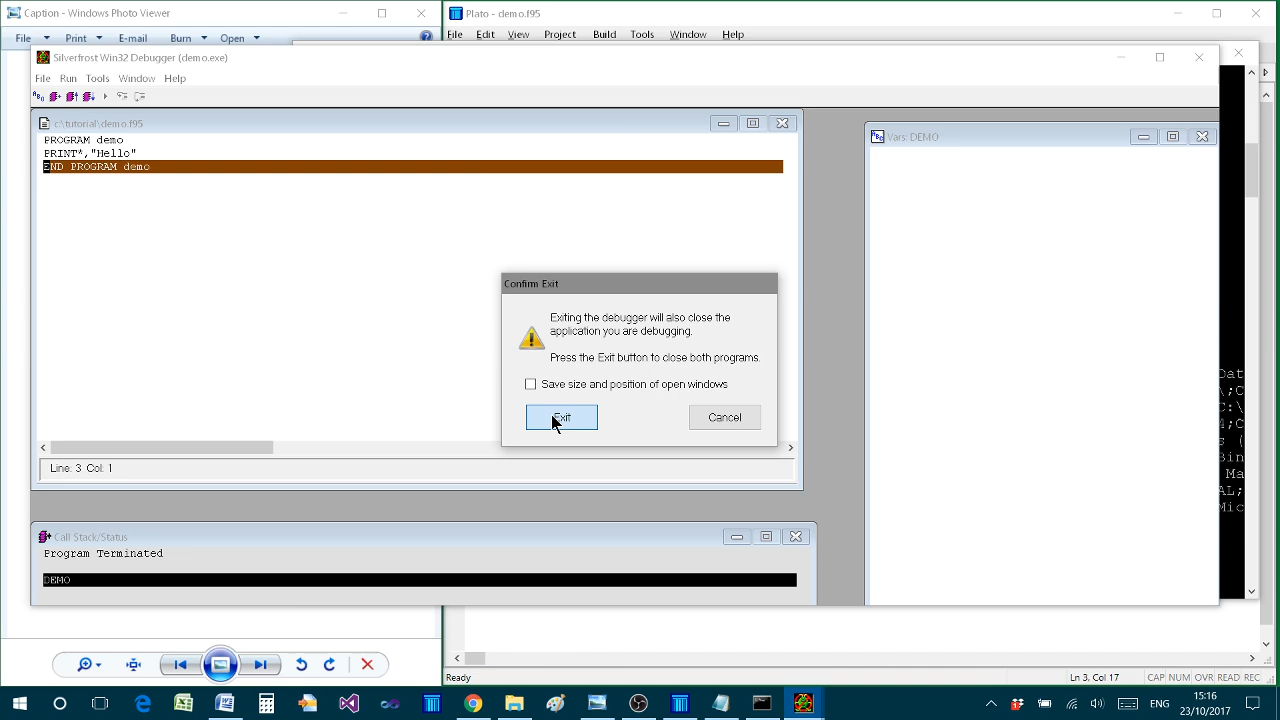 Caption - Windows Photo Viewer
File Print E-mail Burn Open
Plato - demo.f95
File Edit View Project Build Tools Window Help
Silverfrost Win32 Debugger (demo.exe)
File Run Tools Window Help
c:\tutorial\demo.f95
PROGRAM demo
PRINT*,"Hello"
END PROGRAM demo
Line: 3 Col: 1
Vars: DEMO
Confirm Exit
Exiting the debugger will also close the
application you are debugging.
Press the Exit button to close both programs.
Save size and position of open windows
Exit
Cancel
Call Stack/Status
Program Terminated
DEMO
Dat
\;C
C:\
M;C
s (
Bin
Ma
AL;
Mic
Ready
Ln 3, Col 17
CAP NUM OVR READ REC
ENG
15:16
23/10/2017